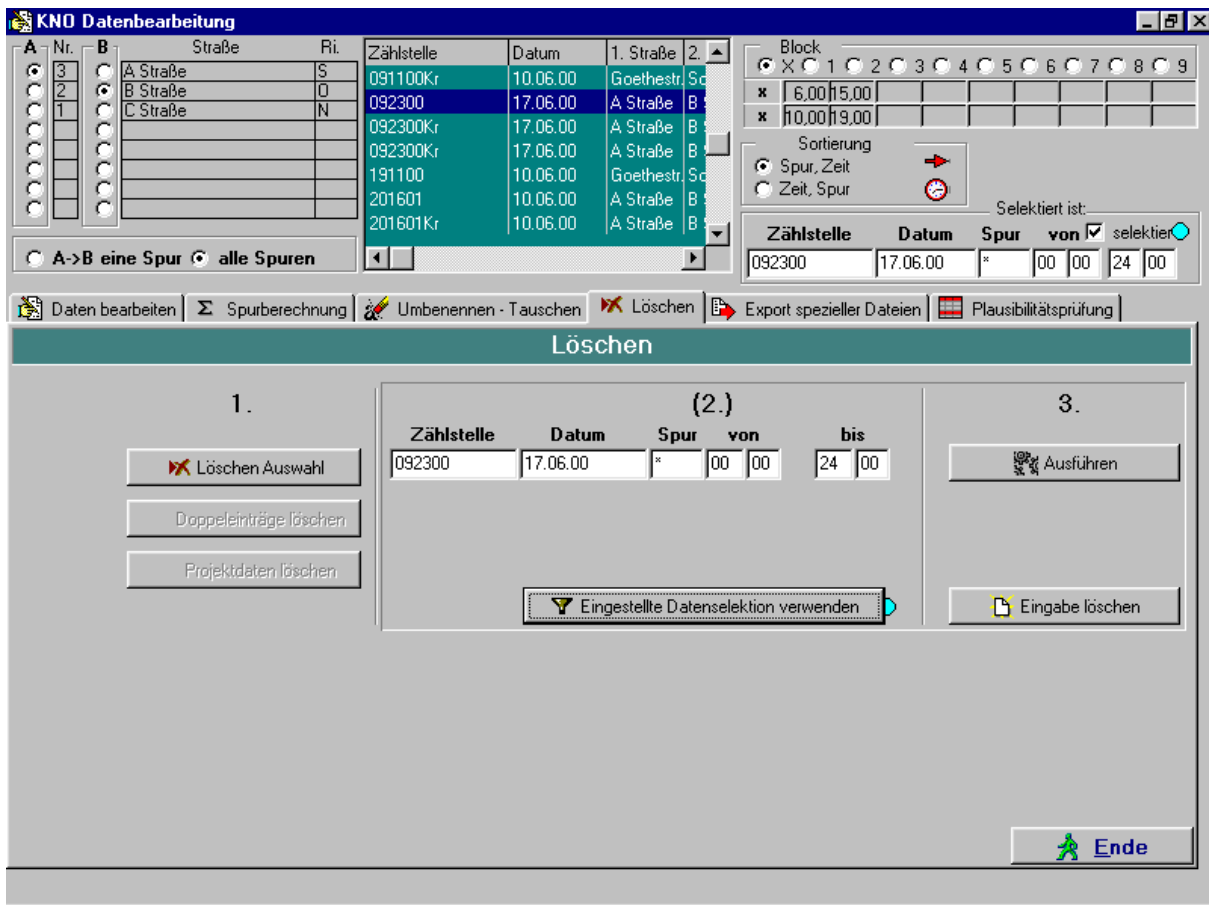 KNO Datenbearbeitung
A Nr. B Straße Ri.
3 A Straße S
2 B Straße O
1 C Straße N
A->B eine Spur alle Spuren
Zählstelle Datum 1. Straße 2.
091100Kr 10.06.00 Goethestr. Sc
092300 17.06.00 A Straße B
092300Kr 17.06.00 A Straße B
092300Kr 17.06.00 A Straße B
191100 10.06.00 Goethestr. Sc
201601 10.06.00 A Straße B
201601Kr 10.06.00 A Straße B
Block
X 1 2 3 4 5 6 7 8 9
x 6,00 15,00
x 10,00 19,00
Sortierung
Spur, Zeit
Zeit, Spur
Selektiert ist:
Zählstelle Datum Spur von selektier
092300 17.06.00 * 00 00 24 00
Daten bearbeiten Σ Spurberechnung Umbenennen - Tauschen Löschen Export spezieller Dateien Plausibilitätsprüfung
Löschen
1. (2.) 3.
Zählstelle Datum Spur von bis
092300 17.06.00 * 00 00 24 00
Löschen Auswahl
Ausführen
Doppeleinträge löschen
Projektdaten löschen
Eingestellte Datenselektion verwenden
Eingabe löschen
Ende